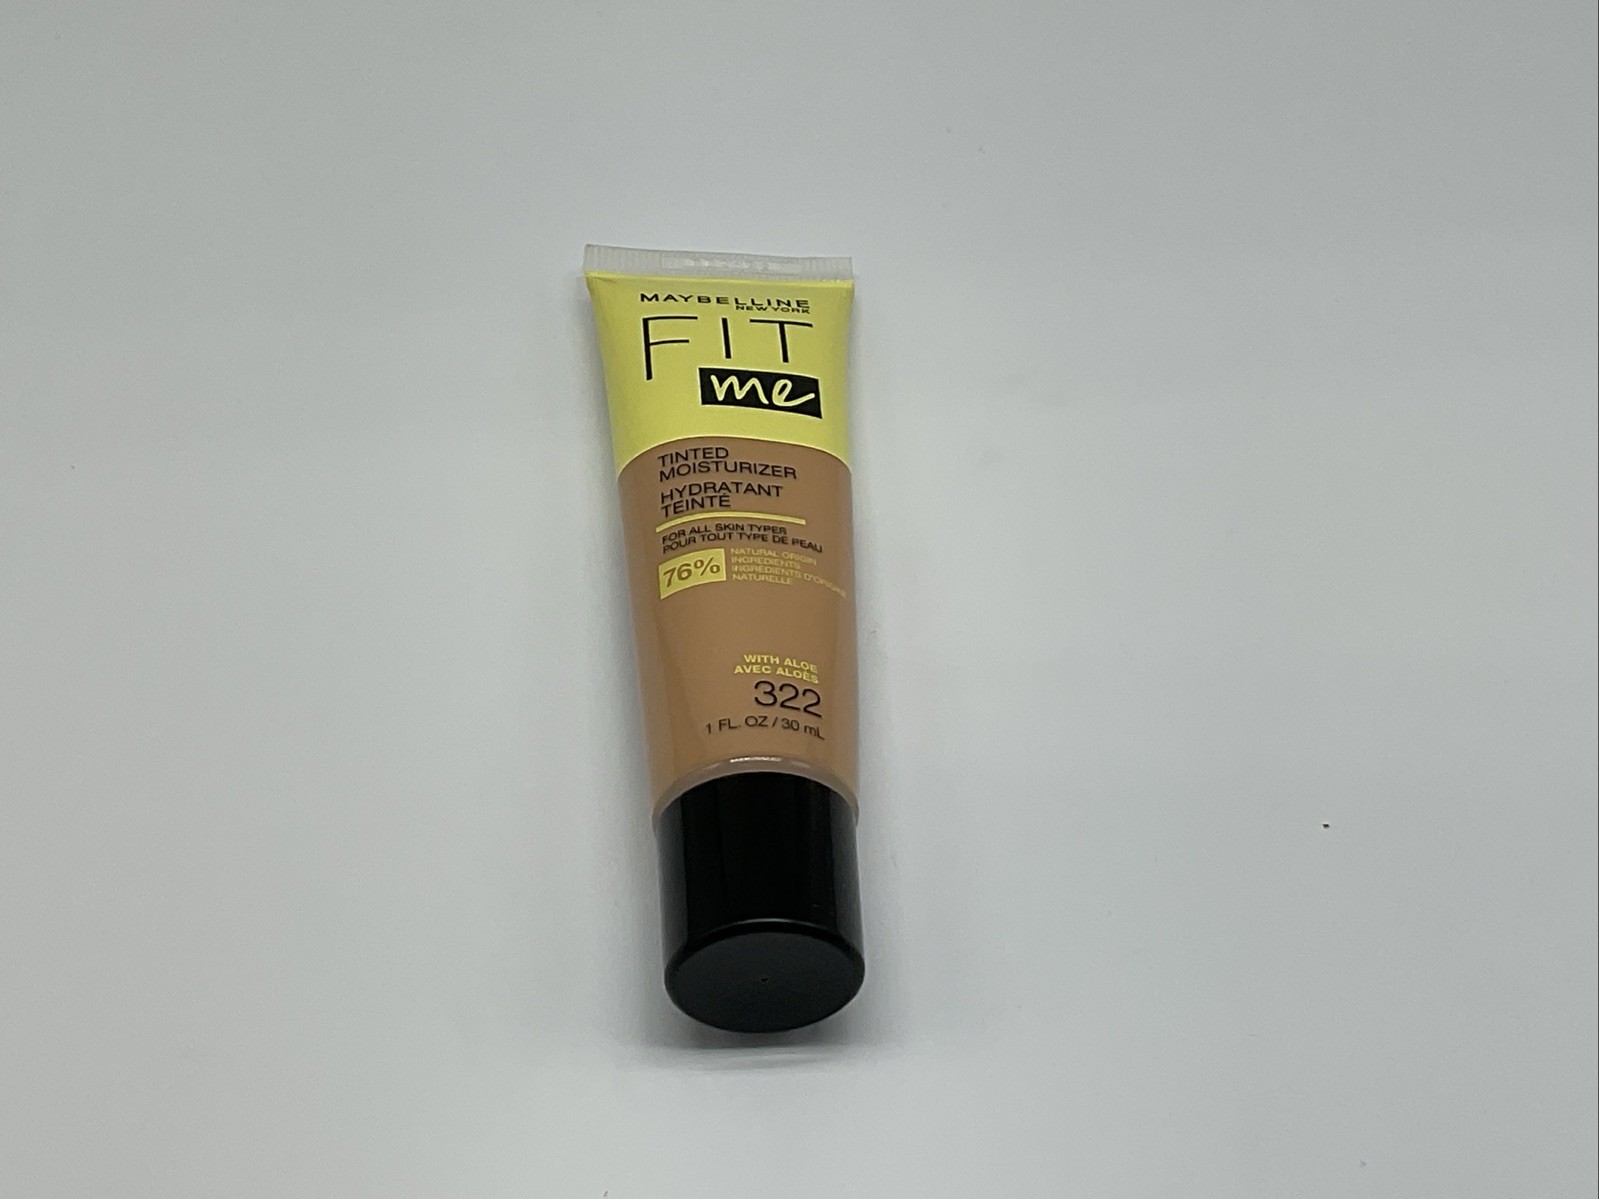 MAYBELLINE
NEW YORK
FIT
me
TINTED
MOISTURIZER
HYDRATANT
TEINTÉ
FOR ALL SKIN TYPES
POUR TOUT TYPE DE PEAU
76%
NATURAL ORIGIN
INGREDIENTS
INGRÉDIENTS D'ORIGINE
NATURELLE
WITH ALOE
AVEC ALOÈS
322
1 FL. OZ / 30 mL